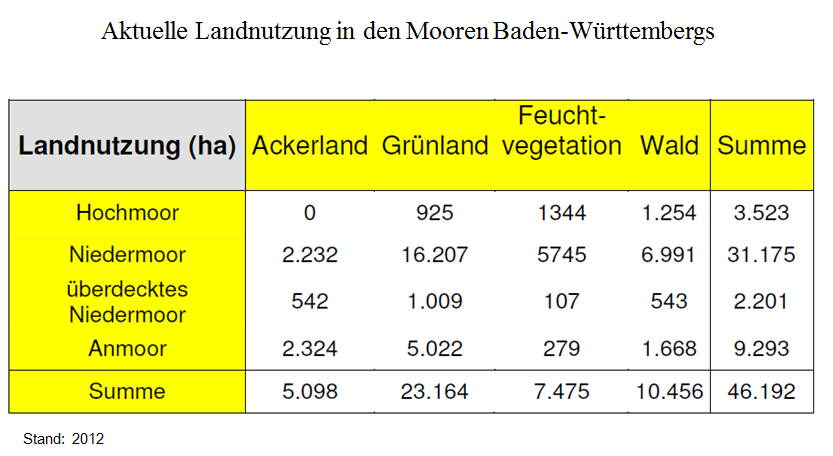 Aktuelle Landnutzung in den Mooren Baden-Württembergs
Landnutzung (ha) Ackerland Grünland Feucht-
vegetation Wald Summe
Hochmoor 0 925 1344 1.254 3.523
Niedermoor 2.232 16.207 5745 6.991 31.175
überdecktes
Niedermoor 542 1.009 107 543 2.201
Anmoor 2.324 5.022 279 1.668 9.293
Summe 5.098 23.164 7.475 10.456 46.192
Stand: 2012